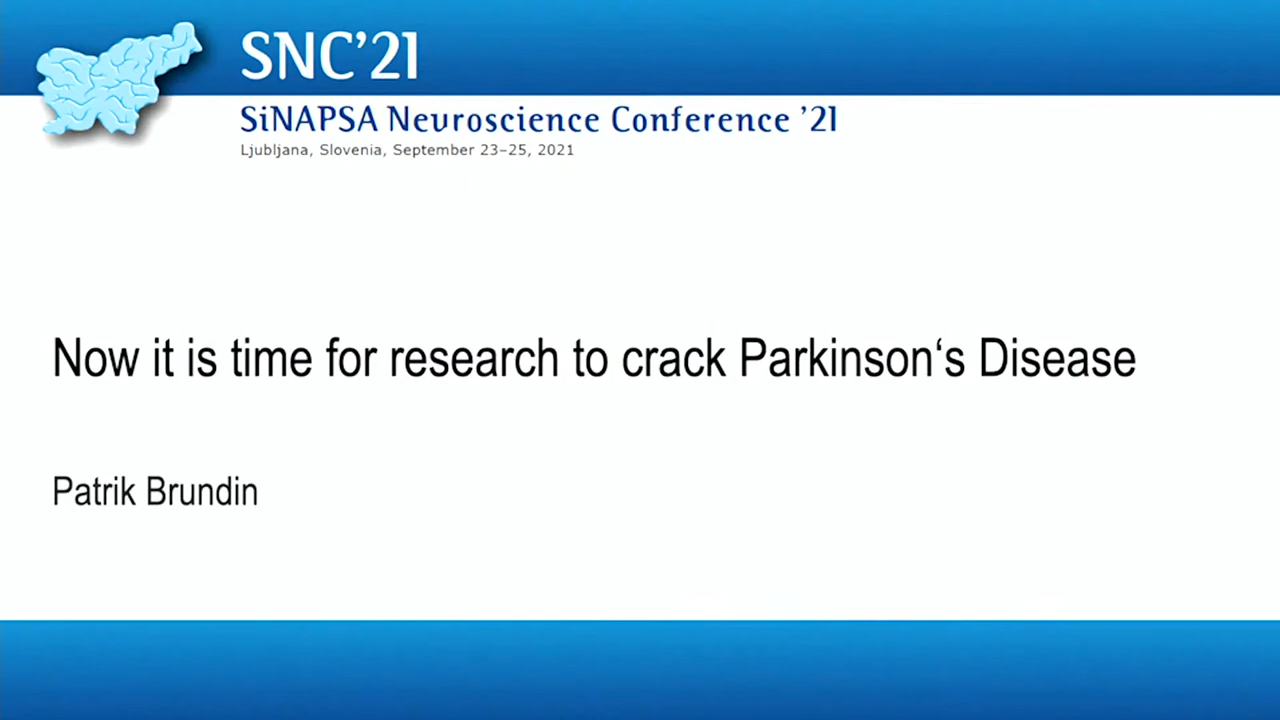 SNC’21
SiNAPSA Neuroscience Conference ’21
Ljubljana, Slovenia, September 23–25, 2021
Now it is time for research to crack Parkinson‘s Disease
Patrik Brundin